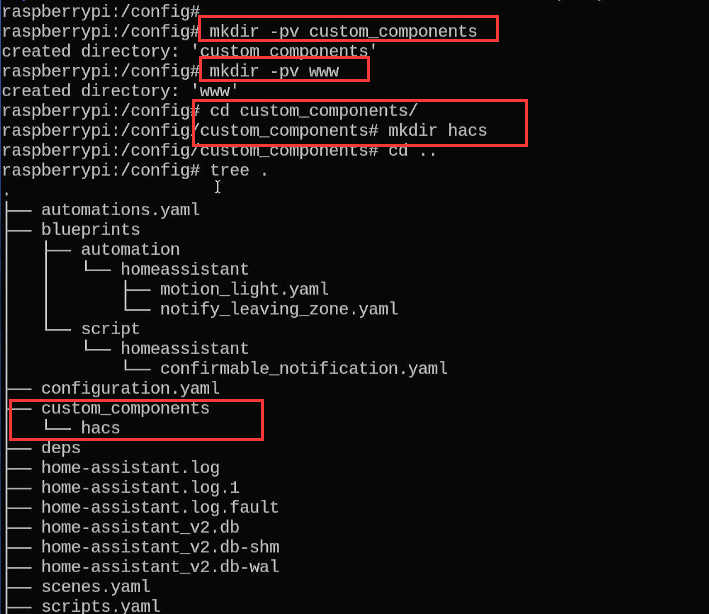 raspberrypi:/config#
raspberrypi:/config# mkdir -pv custom_components
created directory: 'custom_components'
raspberrypi:/config# mkdir -pv www
created directory: 'www'
raspberrypi:/config# cd custom_components/
raspberrypi:/config/custom_components# mkdir hacs
raspberrypi:/config/custom_components# cd ..
raspberrypi:/config# tree .
.
├── automations.yaml
├── blueprints
│   ├── automation
│   │   └── homeassistant
│   │       ├── motion_light.yaml
│   │       └── notify_leaving_zone.yaml
│   └── script
│       └── homeassistant
│           └── confirmable_notification.yaml
├── configuration.yaml
├── custom_components
│   └── hacs
├── deps
├── home-assistant.log
├── home-assistant.log.1
├── home-assistant.log.fault
├── home-assistant_v2.db
├── home-assistant_v2.db-shm
├── home-assistant_v2.db-wal
├── scenes.yaml
├── scripts.yaml